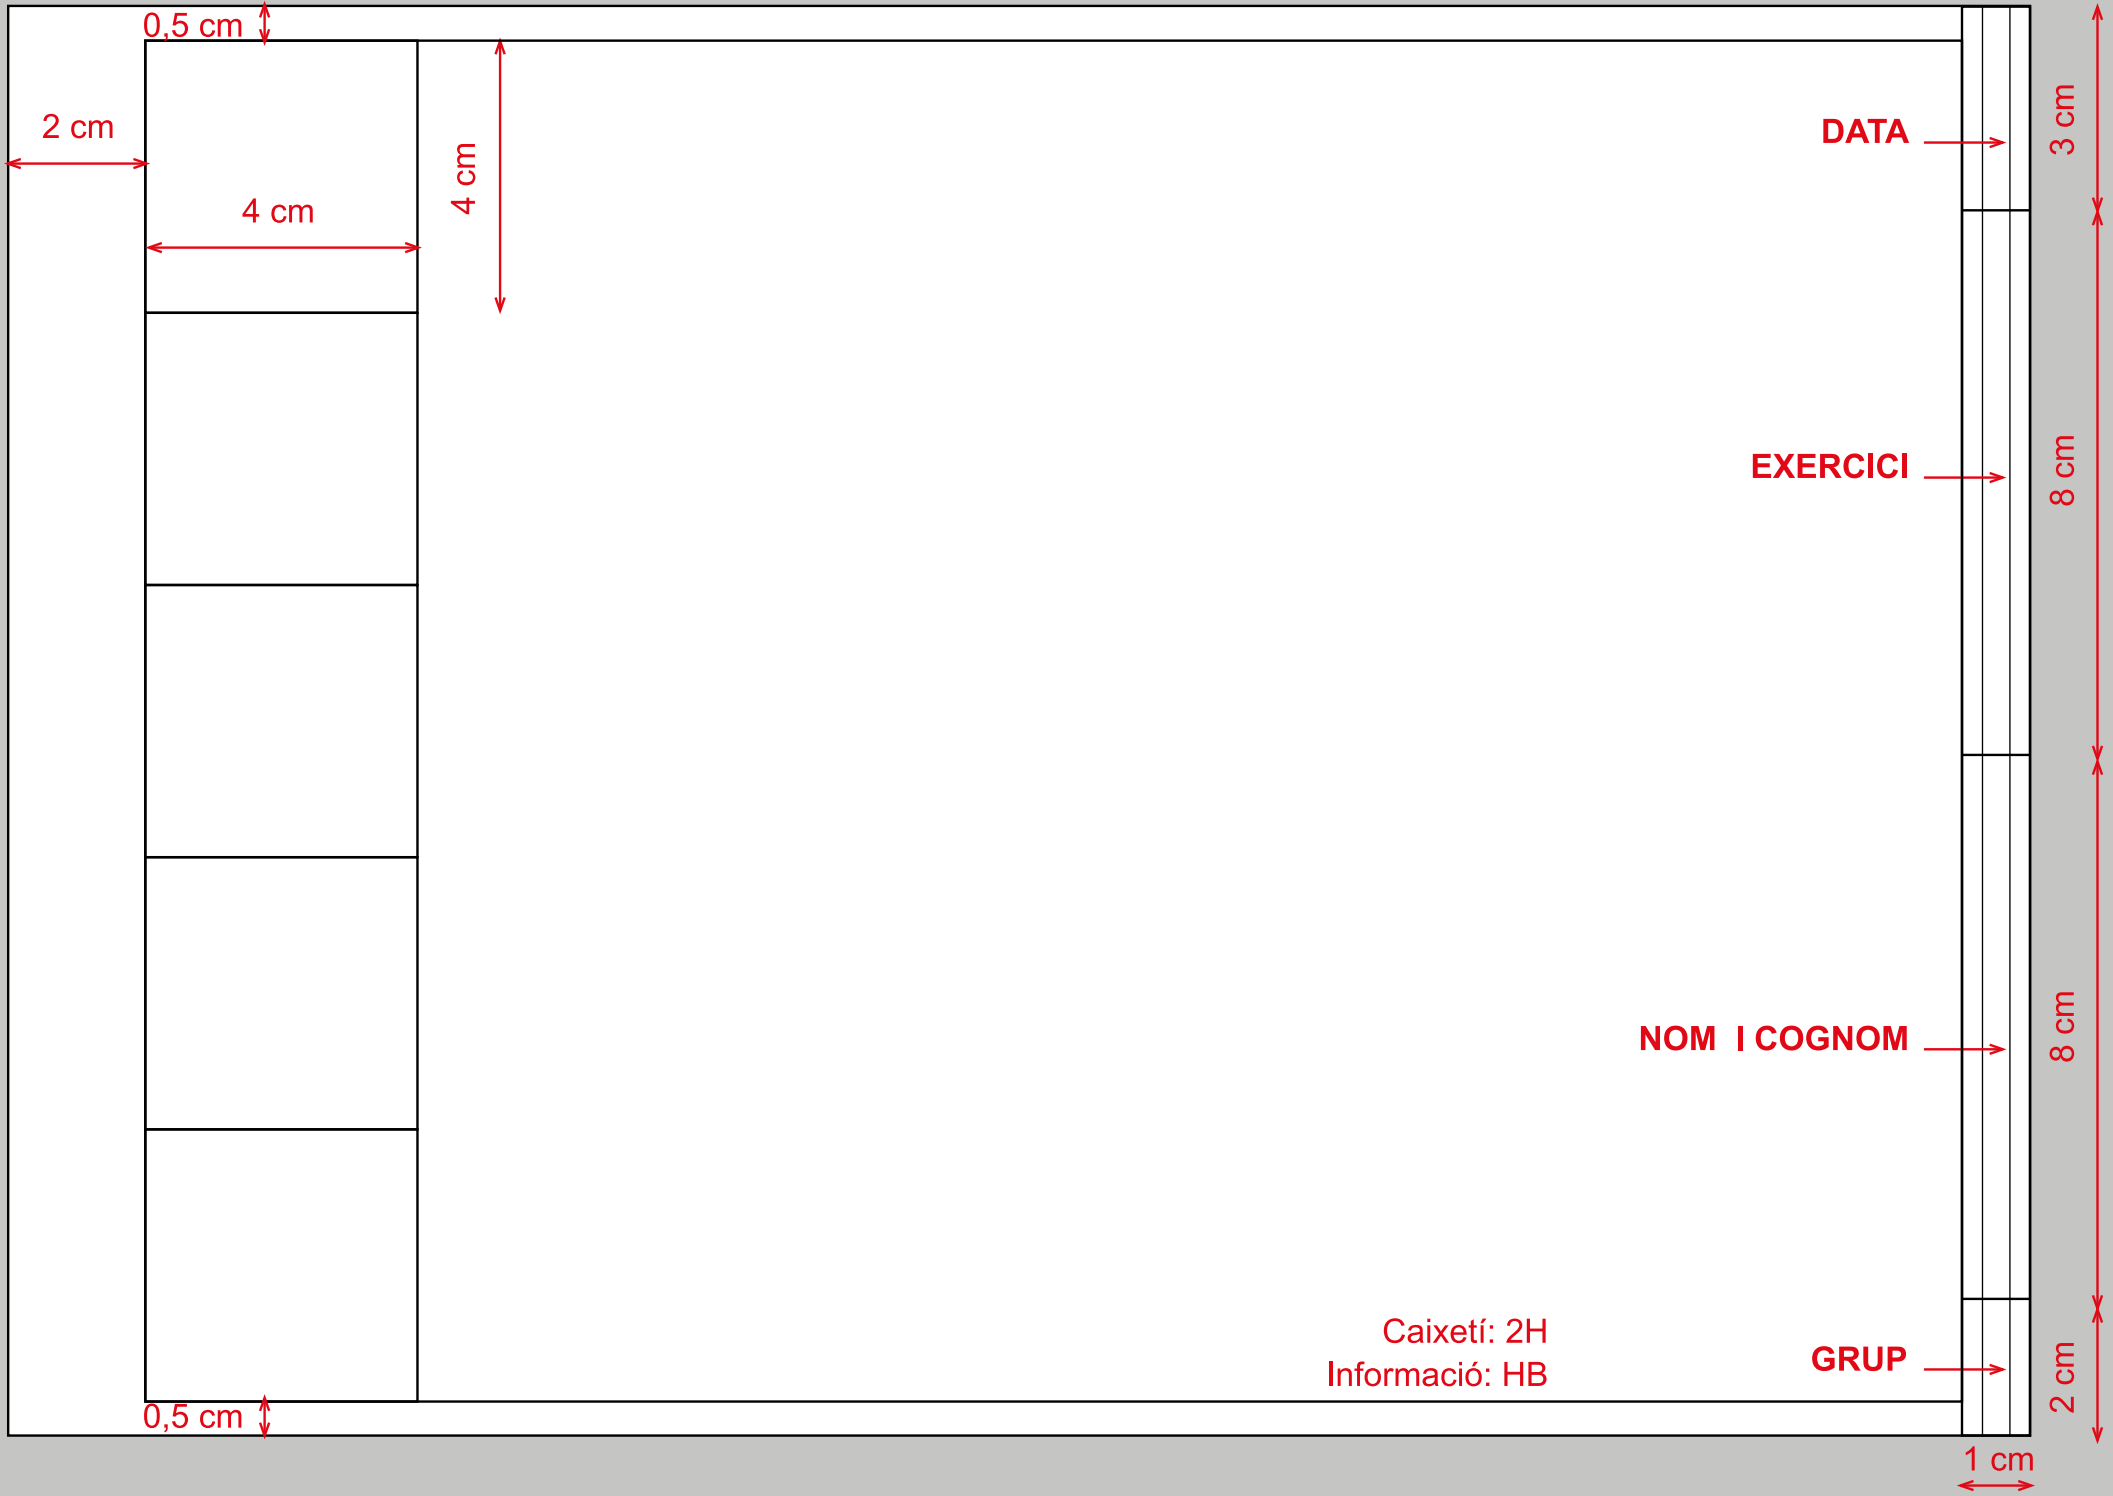 0,5 cm
2 cm
4 cm
4 cm
DATA
3 cm
EXERCICI
8 cm
NOM I COGNOM
8 cm
Caixetí: 2H
Informació: HB
GRUP
2 cm
0,5 cm
1 cm